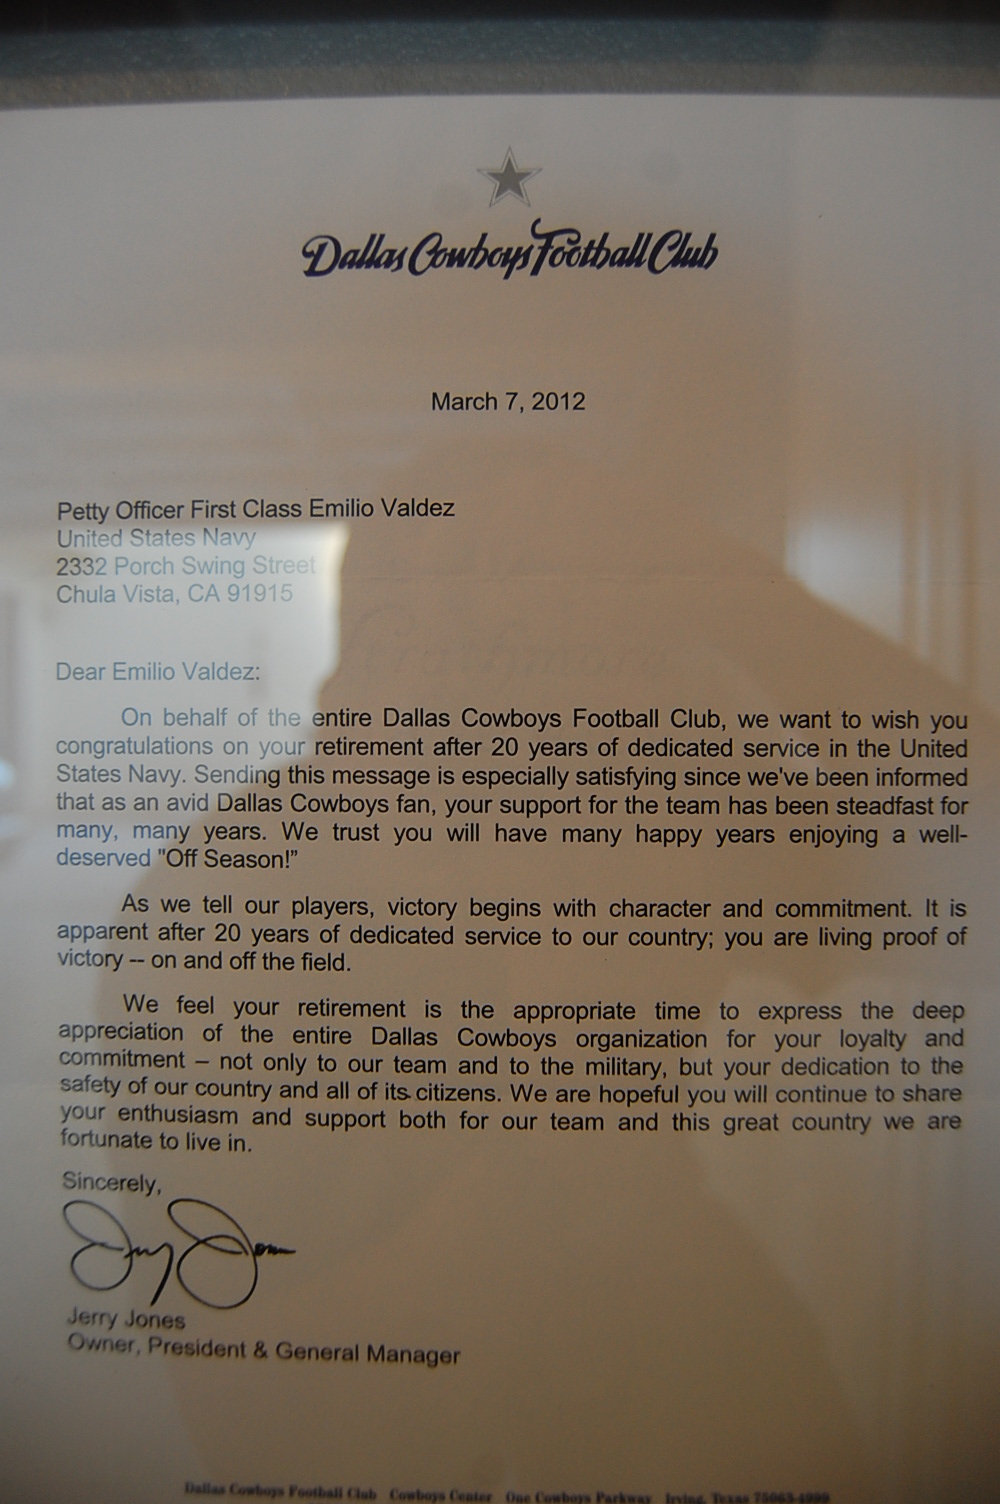 Dallas Cowboys Football Club
March 7, 2012
Petty Officer First Class Emilio Valdez
United States Navy
2332 Porch Swing Street
Chula Vista, CA 91915
Dear Emilio Valdez:
On behalf of the entire Dallas Cowboys Football Club, we want to wish you
congratulations on your retirement after 20 years of dedicated service in the United
States Navy. Sending this message is especially satisfying since we've been informed
that as an avid Dallas Cowboys fan, your support for the team has been steadfast for
many, many years. We trust you will have many happy years enjoying a well-
deserved "Off Season!”
As we tell our players, victory begins with character and commitment. It is
apparent after 20 years of dedicated service to our country; you are living proof of
victory -- on and off the field.
We feel your retirement is the appropriate time to express the deep
appreciation of the entire Dallas Cowboys organization for your loyalty and
commitment – not only to our team and to the military, but your dedication to the
safety of our country and all of its citizens. We are hopeful you will continue to share
your enthusiasm and support both for our team and this great country we are
fortunate to live in.
Sincerely,
Jerry Jones
Jerry Jones
Owner, President & General Manager
Dallas Cowboys Football Club Cowboys Center One Cowboys Parkway Irving, Texas 75063-4999